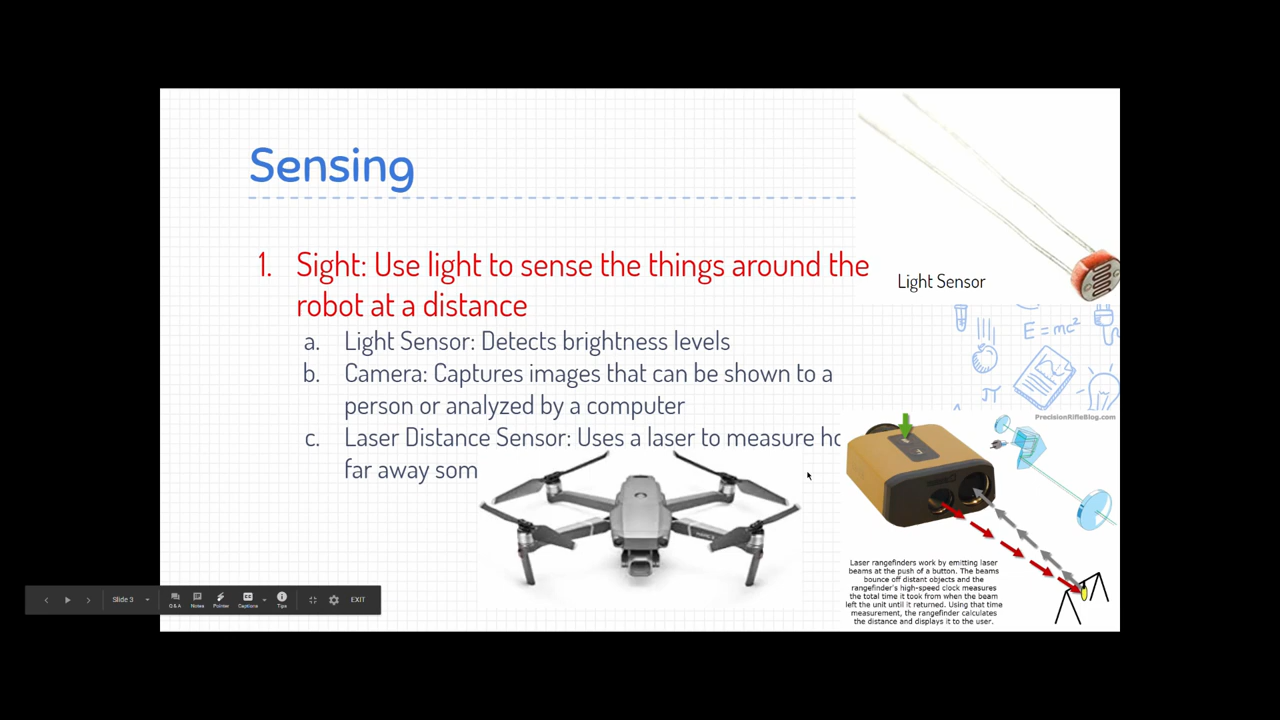 Sensing
1. Sight: Use light to sense the things around the
robot at a distance
a. Light Sensor: Detects brightness levels
b. Camera: Captures images that can be shown to a
person or analyzed by a computer
c. Laser Distance Sensor: Uses a laser to measure ho
far away som
Light Sensor
E = mc²
π
PrecisionRifleBlog.com
Laser rangefinders work by emitting laser
beams at the push of a button. The beams
bounce off distant objects and the
rangefinder's high-speed clock measures
the total time it took from when the beam
left the unit until it returned. Using that time
measurement, the rangefinder calculates
the distance and displays it to the user.
Slide 3
Q&A Notes Pointer Captions Tips EXIT